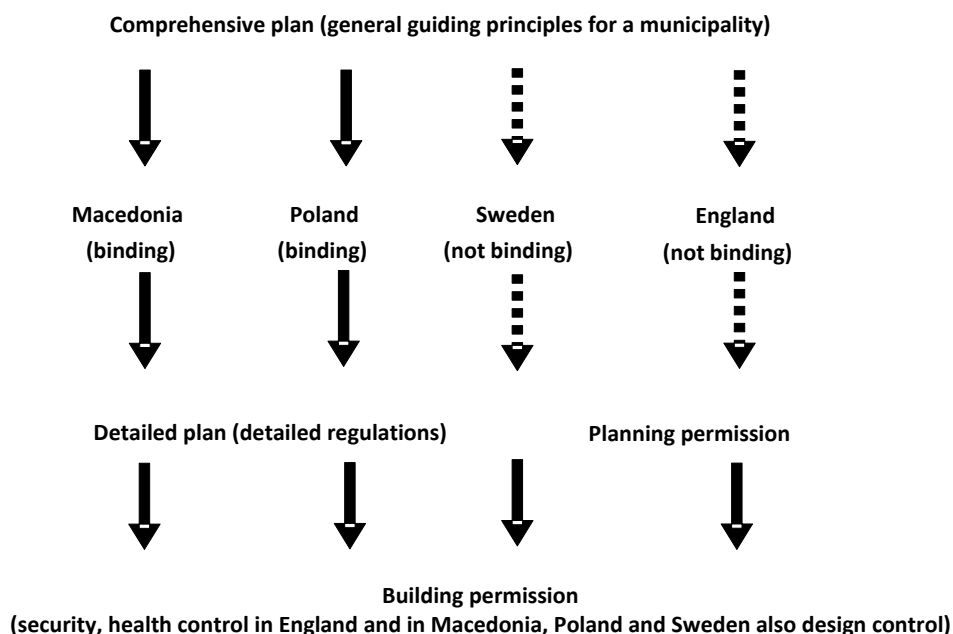 Comprehensive plan (general guiding principles for a municipality)
Macedonia
(binding)
Poland
(binding)
Sweden
(not binding)
England
(not binding)
Detailed plan (detailed regulations)
Planning permission
Building permission
(security, health control in England and in Macedonia, Poland and Sweden also design control)